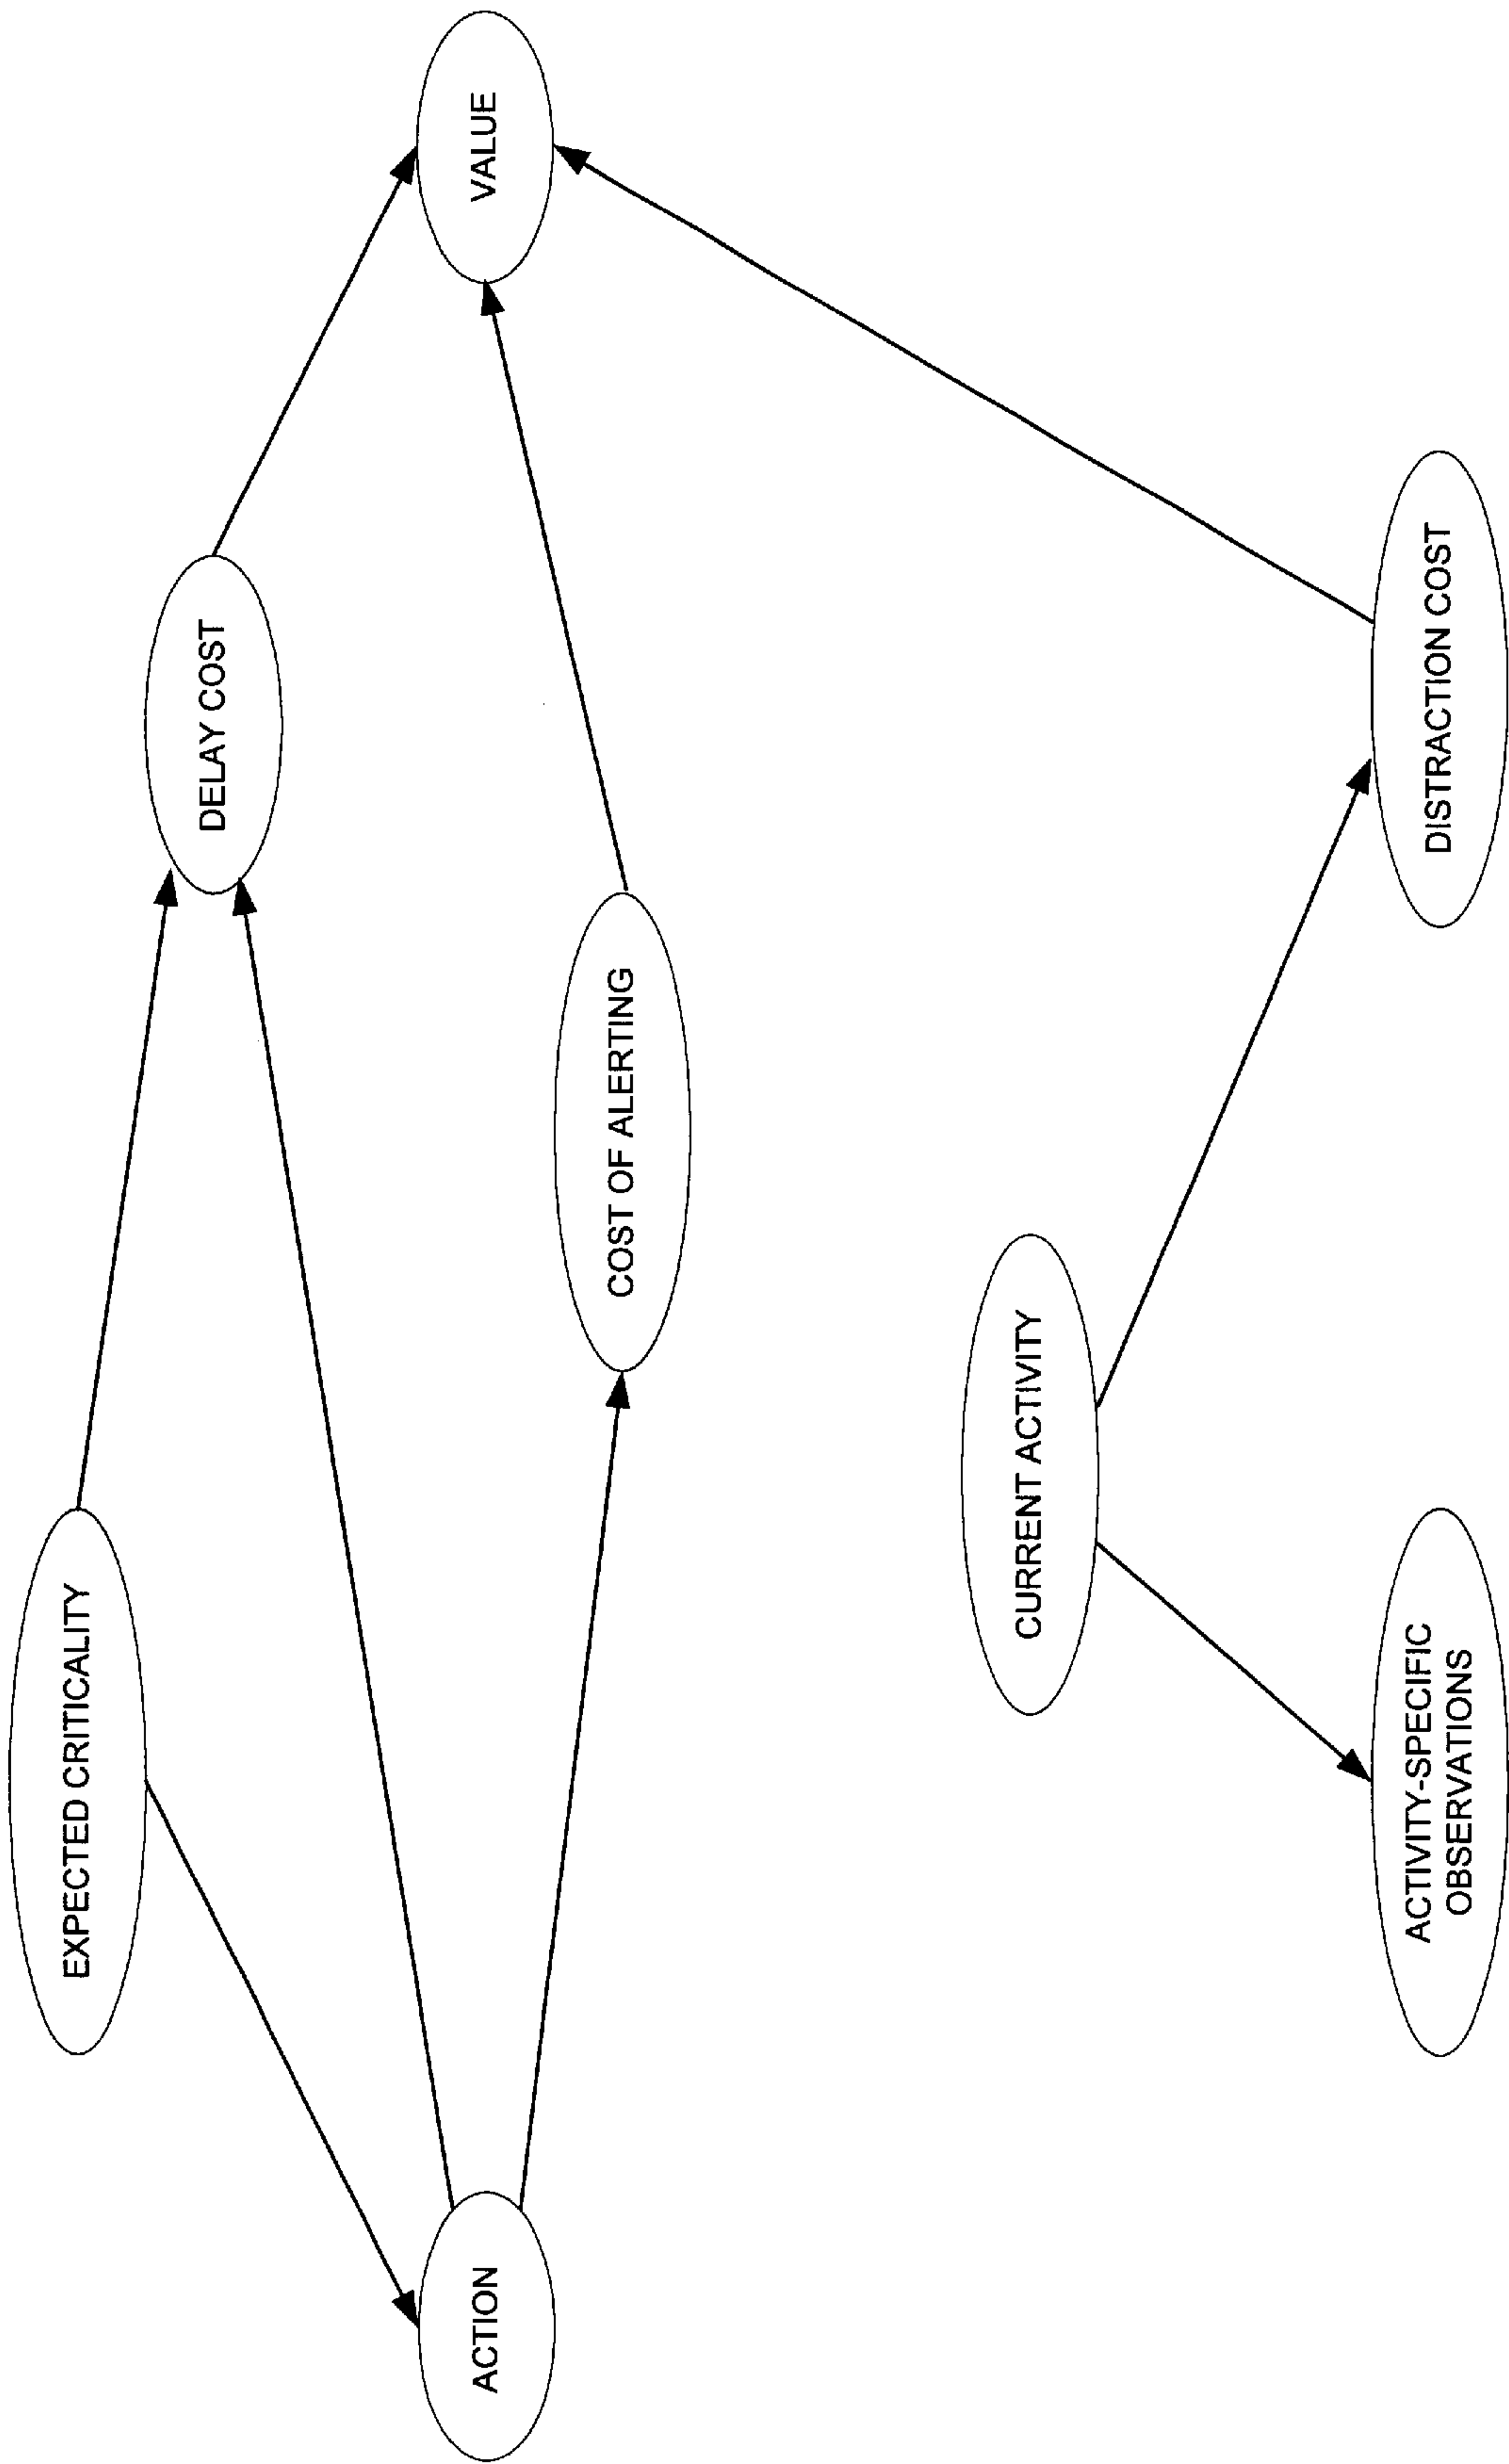 EXPECTED CRITICALITY
DELAY COST
ACTION
VALUE
COST OF ALERTING
CURRENT ACTIVITY
ACTIVITY-SPECIFIC
OBSERVATIONS
DISTRACTION COST